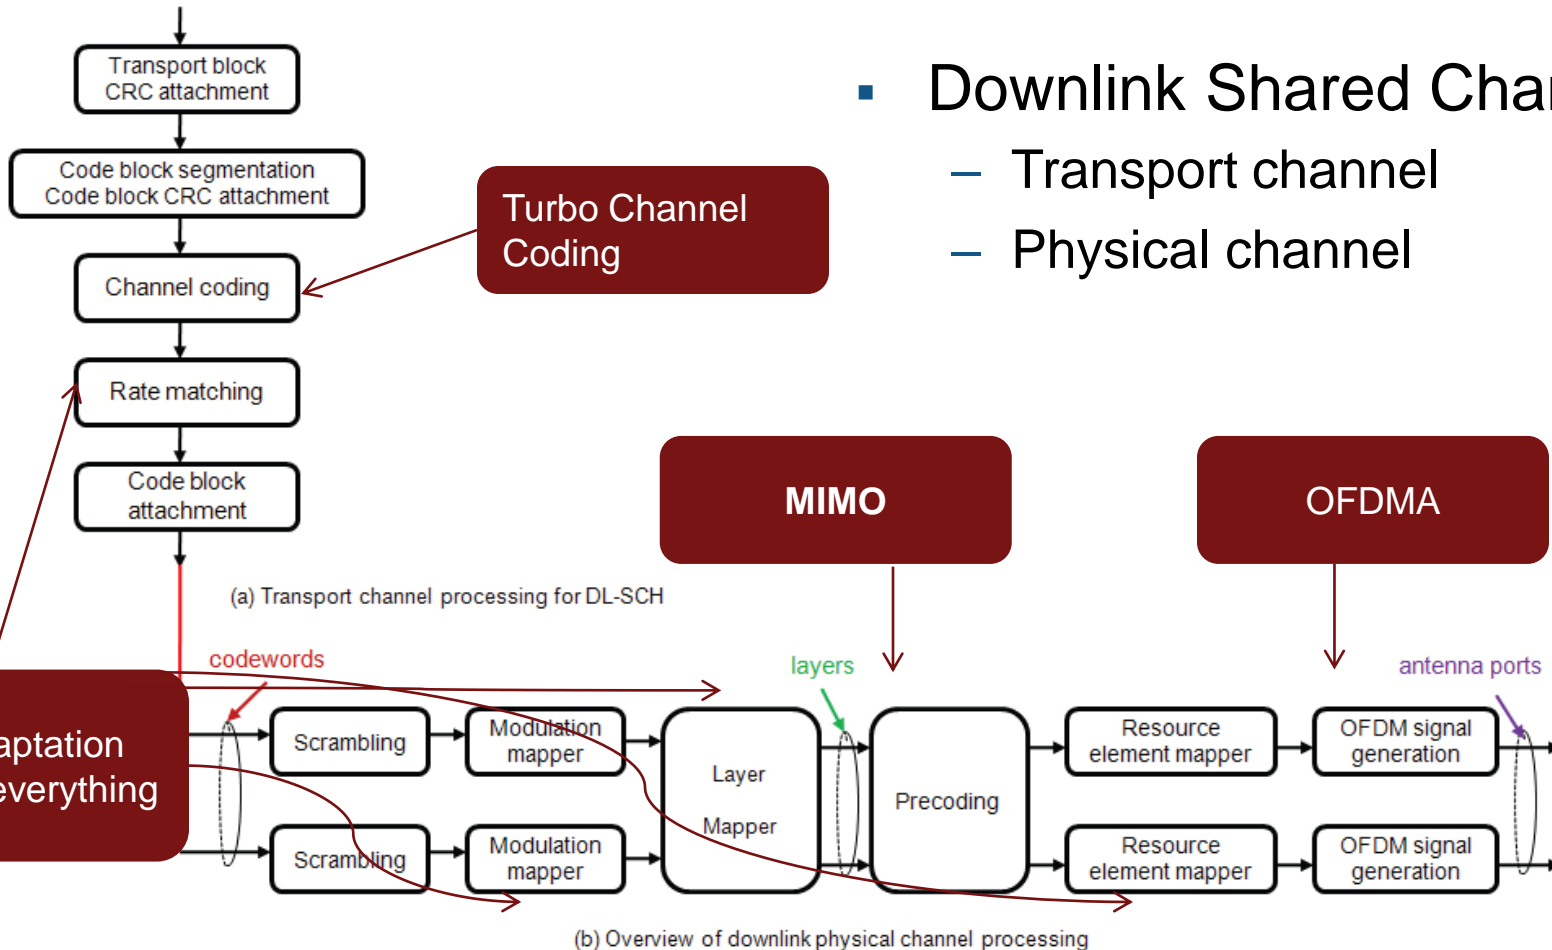 Transport block
CRC attachment
Code block segmentation
Code block CRC attachment
Channel coding
Rate matching
Code block
attachment
Turbo Channel
Coding
▪ Downlink Shared Chan
– Transport channel
– Physical channel
MIMO
OFDMA
(a) Transport channel processing for DL-SCH
codewords
layers
antenna ports
aptation
everything
Scrambling
Modulation
mapper
Layer
Mapper
Precoding
Resource
element mapper
OFDM signal
generation
Scrambling
Modulation
mapper
Resource
element mapper
OFDM signal
generation
(b) Overview of downlink physical channel processing